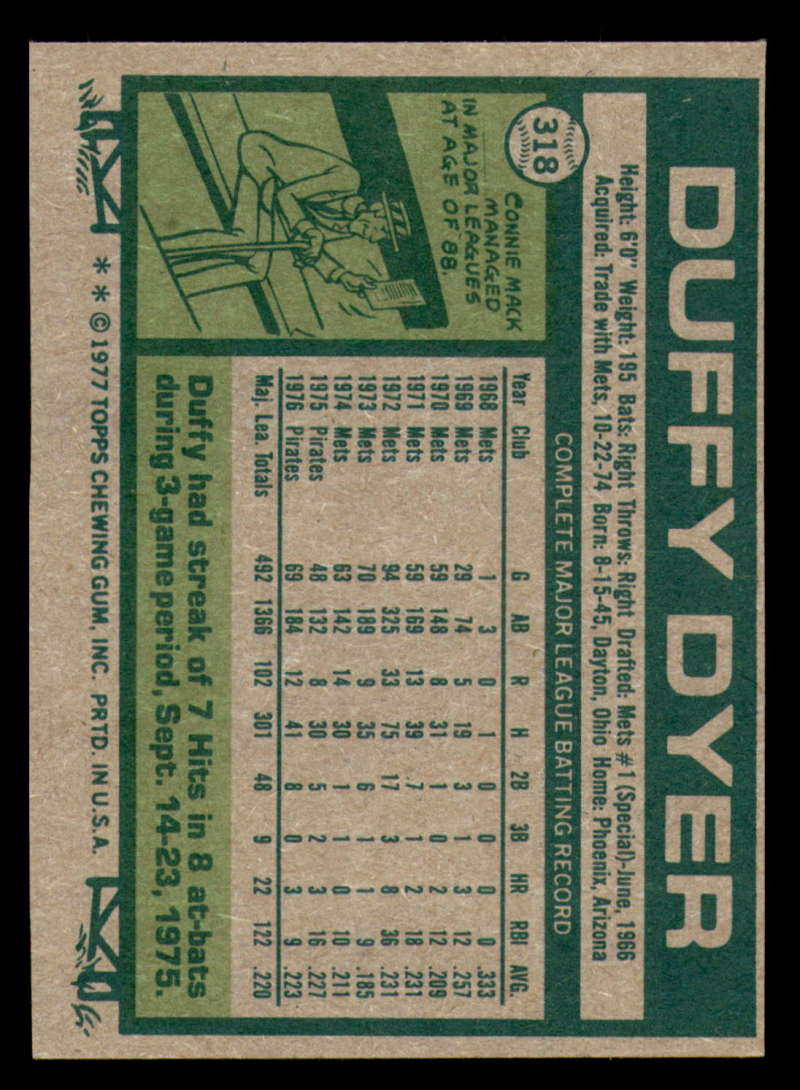 DUFFY DYER
318
Height: 6'0" Weight: 195 Bats: Right Throws: Right Drafted: Mets #1 (Special)-June, 1966
Acquired: Trade with Mets, 10-22-74 Born: 8-15-45, Dayton, Ohio Home: Phoenix, Arizona
CONNIE MACK
MANAGED
IN MAJOR LEAGUES
AT AGE OF 88.
COMPLETE MAJOR LEAGUE BATTING RECORD
Year Club G AB R H 2B 3B HR RBI AVG.
1968 Mets 1 3 0 1 0 0 0 0 .333
1969 Mets 29 74 5 19 3 1 3 12 .257
1970 Mets 59 148 8 31 1 0 2 12 .209
1971 Mets 59 169 13 39 7 1 2 18 .231
1972 Mets 94 325 33 75 17 3 8 36 .231
1973 Mets 70 189 9 35 6 1 1 9 .185
1974 Mets 63 142 14 30 1 1 0 10 .211
1975 Pirates 48 132 8 30 5 2 3 16 .227
1976 Pirates 69 184 12 41 8 0 3 9 .223
Maj. Lea. Totals 492 1366 102 301 48 9 22 122 .220
Duffy had streak of 7 Hits in 8 at-bats
during 3-game period, Sept. 14-23, 1975.
* * © 1977 TOPPS CHEWING GUM, INC. PRTD. IN U.S.A.